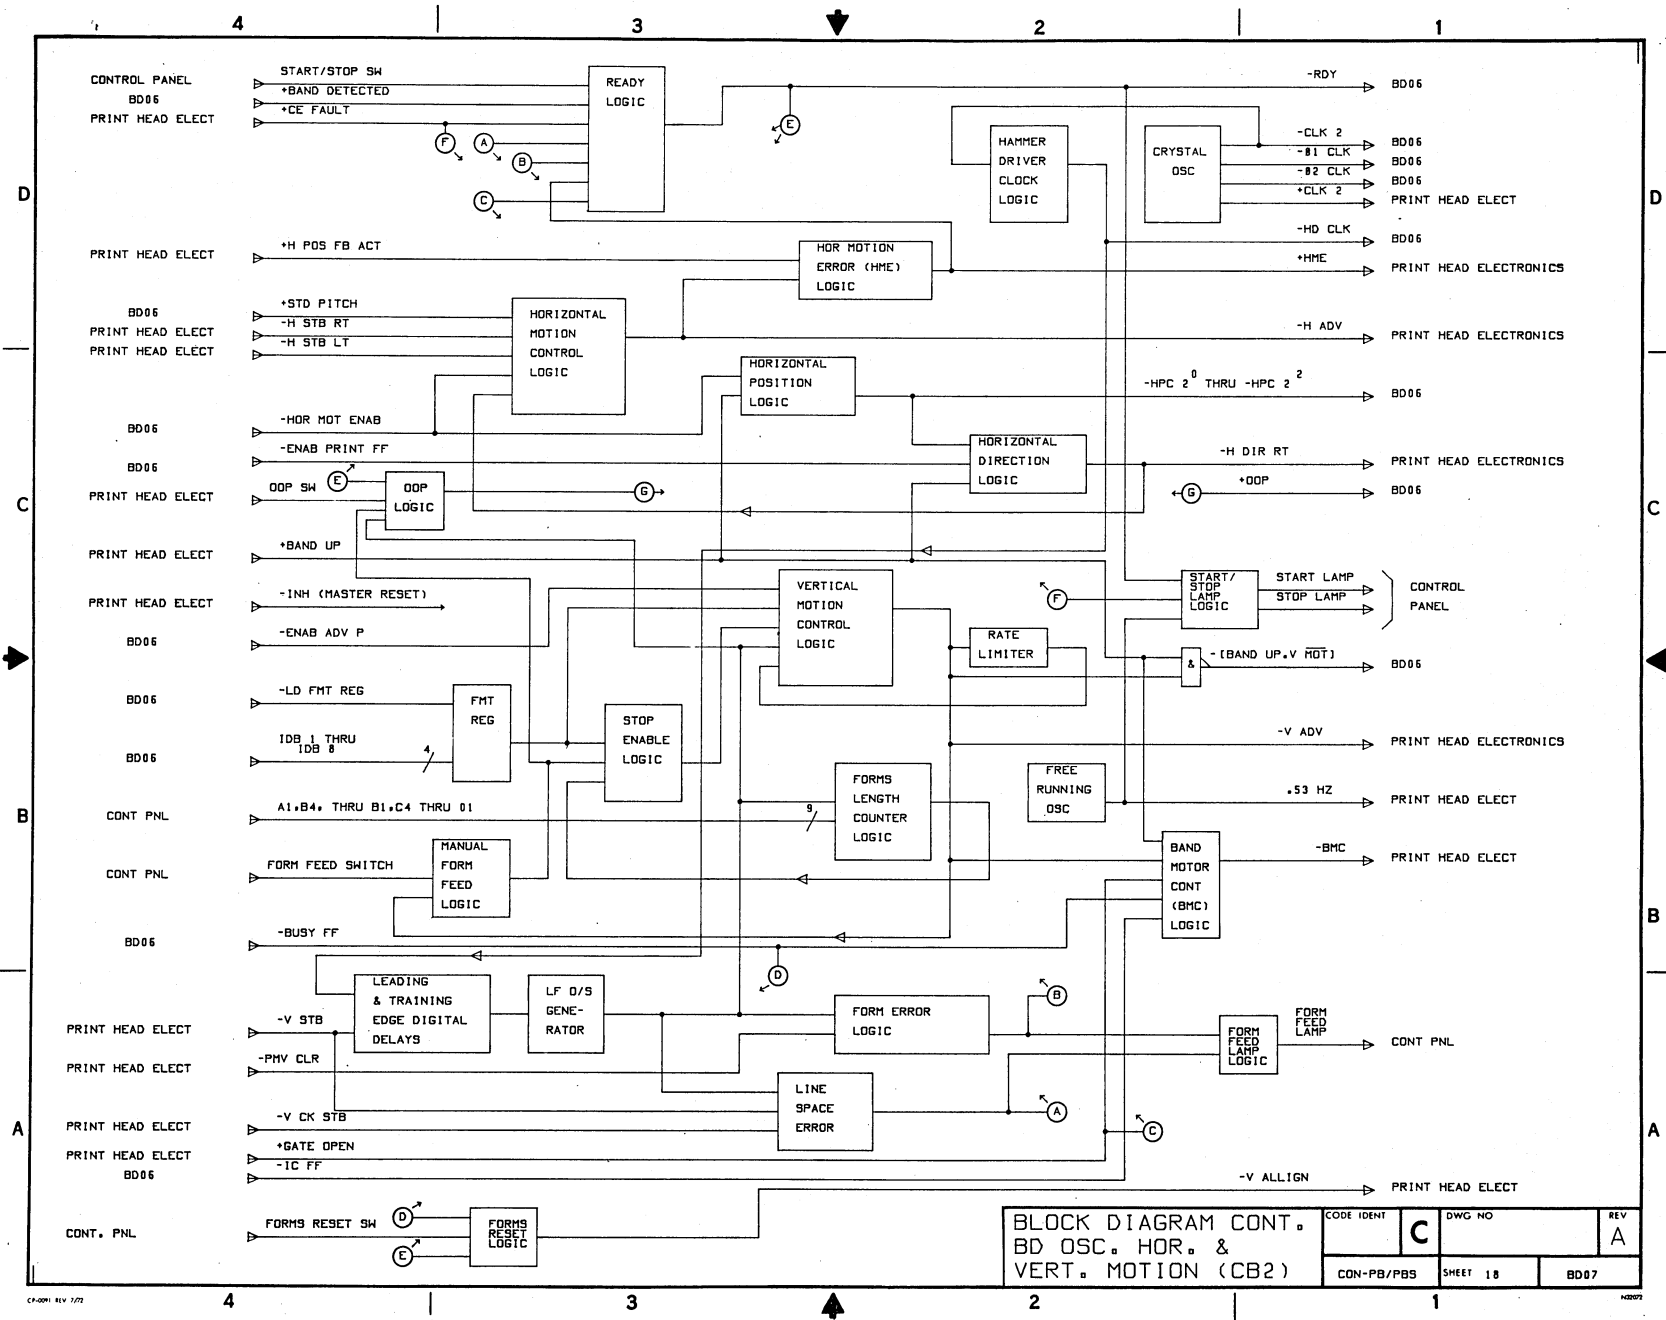 4 3 2 1
CONTROL PANEL START/STOP SW
BD06 +BAND DETECTED
PRINT HEAD ELECT +CE FAULT
READY
LOGIC
F
A
B
C
E
-RDY BD06
HAMMER
DRIVER
CLOCK
LOGIC
CRYSTAL
OSC
-CLK 2 BD06
-B1 CLK BD06
-B2 CLK BD06
+CLK 2 PRINT HEAD ELECT
D
D
-HD CLK BD06
+HME PRINT HEAD ELECTRONICS
PRINT HEAD ELECT +H POS FB ACT
HOR MOTION
ERROR (HME)
LOGIC
BD06 +STD PITCH
PRINT HEAD ELECT -H STB RT
PRINT HEAD ELECT -H STB LT
HORIZONTAL
MOTION
CONTROL
LOGIC
-H ADV PRINT HEAD ELECTRONICS
HORIZONTAL
POSITION
LOGIC
-HPC 2⁰ THRU -HPC 2² BD06
BD06 -HOR MOT ENAB
BD06 -ENAB PRINT FF
HORIZONTAL
DIRECTION
LOGIC
-H DIR RT PRINT HEAD ELECTRONICS
PRINT HEAD ELECT OOP SW
E
OOP
LOGIC
G
G
+OOP BD06
C
C
PRINT HEAD ELECT +BAND UP
PRINT HEAD ELECT -INH (MASTER RESET)
BD06 -ENAB ADV P
VERTICAL
MOTION
CONTROL
LOGIC
F
START/
STOP
LAMP
LOGIC
START LAMP
STOP LAMP
CONTROL
PANEL
RATE
LIMITER
&
-[BAND UP.V MOT] BD06
BD06 -LD FMT REG
FMT
REG
BD06 IDB 1 THRU
IDB 8
4
STOP
ENABLE
LOGIC
-V ADV PRINT HEAD ELECTRONICS
FREE
RUNNING
OSC
.53 HZ PRINT HEAD ELECT
CONT PNL A1.B4. THRU B1.C4 THRU 01
9
FORMS
LENGTH
COUNTER
LOGIC
B
B
CONT PNL FORM FEED SWITCH
MANUAL
FORM
FEED
LOGIC
BAND
MOTOR
CONT
(BMC)
LOGIC
-BMC PRINT HEAD ELECT
BD06 -BUSY FF
D
PRINT HEAD ELECT -V STB
LEADING
& TRAINING
EDGE DIGITAL
DELAYS
LF O/S
GENE-
RATOR
FORM ERROR
LOGIC
B
FORM
FEED
LAMP
LOGIC
FORM
FEED
LAMP
CONT PNL
PRINT HEAD ELECT -PMV CLR
LINE
SPACE
ERROR
A
C
A
A
PRINT HEAD ELECT -V CK STB
PRINT HEAD ELECT +GATE OPEN
BD06 -IC FF
-V ALLIGN PRINT HEAD ELECT
CONT. PNL FORMS RESET SW
D
E
FORMS
RESET
LOGIC
BLOCK DIAGRAM CONT.
BD OSC. HOR. &
VERT. MOTION (CB2)
CODE IDENT C DWG NO REV A
CON-PB/PBS SHEET 18 BD07
CP-0091 REV 7/72 4 3 2 1 N32072